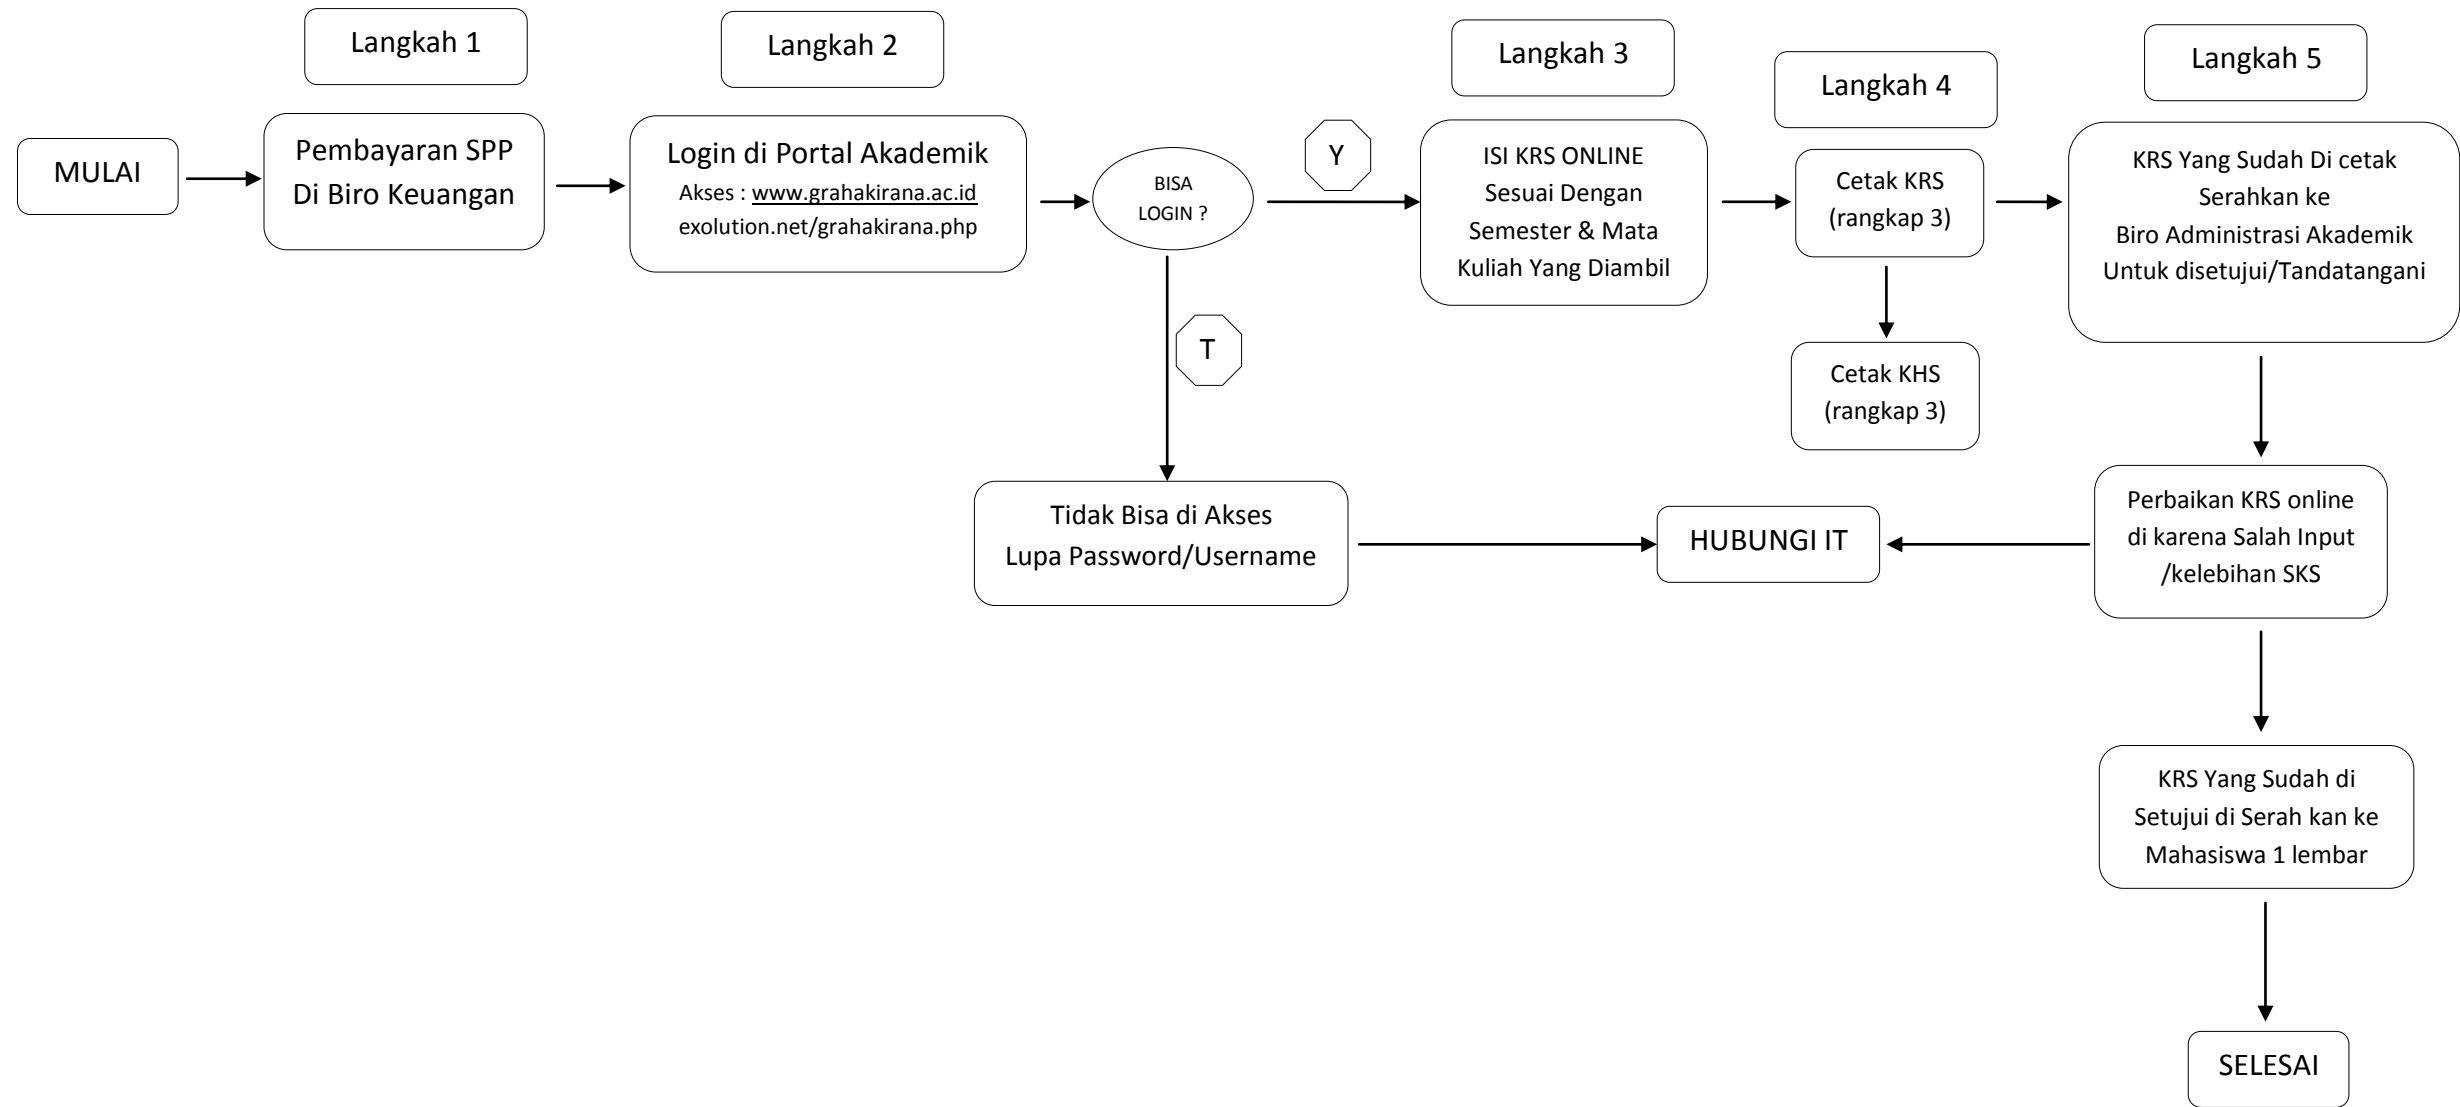 Langkah 1
Langkah 2
Langkah 3
Langkah 4
Langkah 5
MULAI
Pembayaran SPP
Di Biro Keuangan
Login di Portal Akademik
Akses : www.grahakirana.ac.id
exolution.net/grahakirana.php
BISA
LOGIN ?
Y
ISI KRS ONLINE
Sesuai Dengan
Semester & Mata
Kuliah Yang Diambil
Cetak KRS
(rangkap 3)
KRS Yang Sudah Di cetak
Serahkan ke
Biro Administrasi Akademik
Untuk disetujui/Tandatangani
T
Cetak KHS
(rangkap 3)
Tidak Bisa di Akses
Lupa Password/Username
HUBUNGI IT
Perbaikan KRS online
di karena Salah Input
/kelebihan SKS
KRS Yang Sudah di
Setujui di Serah kan ke
Mahasiswa 1 lembar
SELESAI